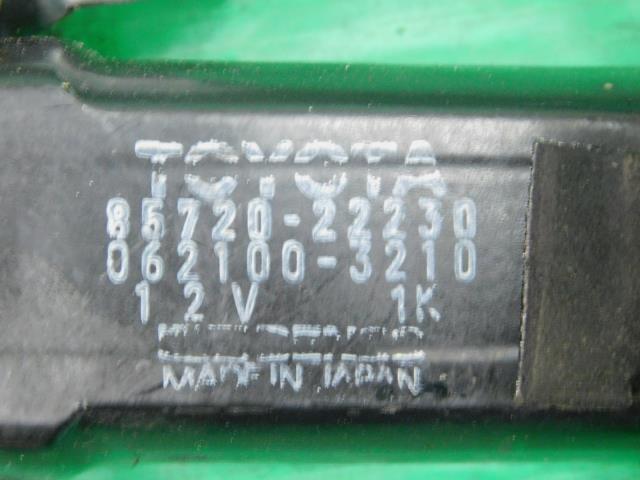 TOYOTA
85720-22230
062100-3210
12V 1K
MADE IN JAPAN